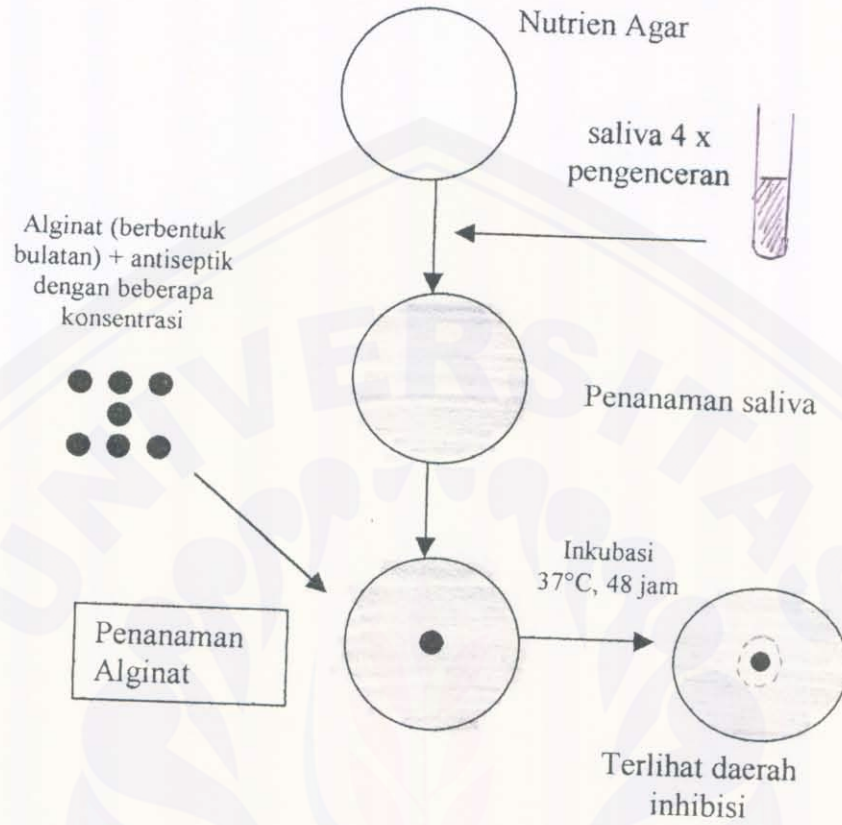 Nutrien Agar
saliva 4 x
pengenceran
Alginat (berbentuk
bulatan) + antiseptik
dengan beberapa
konsentrasi
Penanaman saliva
Inkubasi
37°C, 48 jam
Penanaman
Alginat
Terlihat daerah
inhibisi
UNIVERSITAS